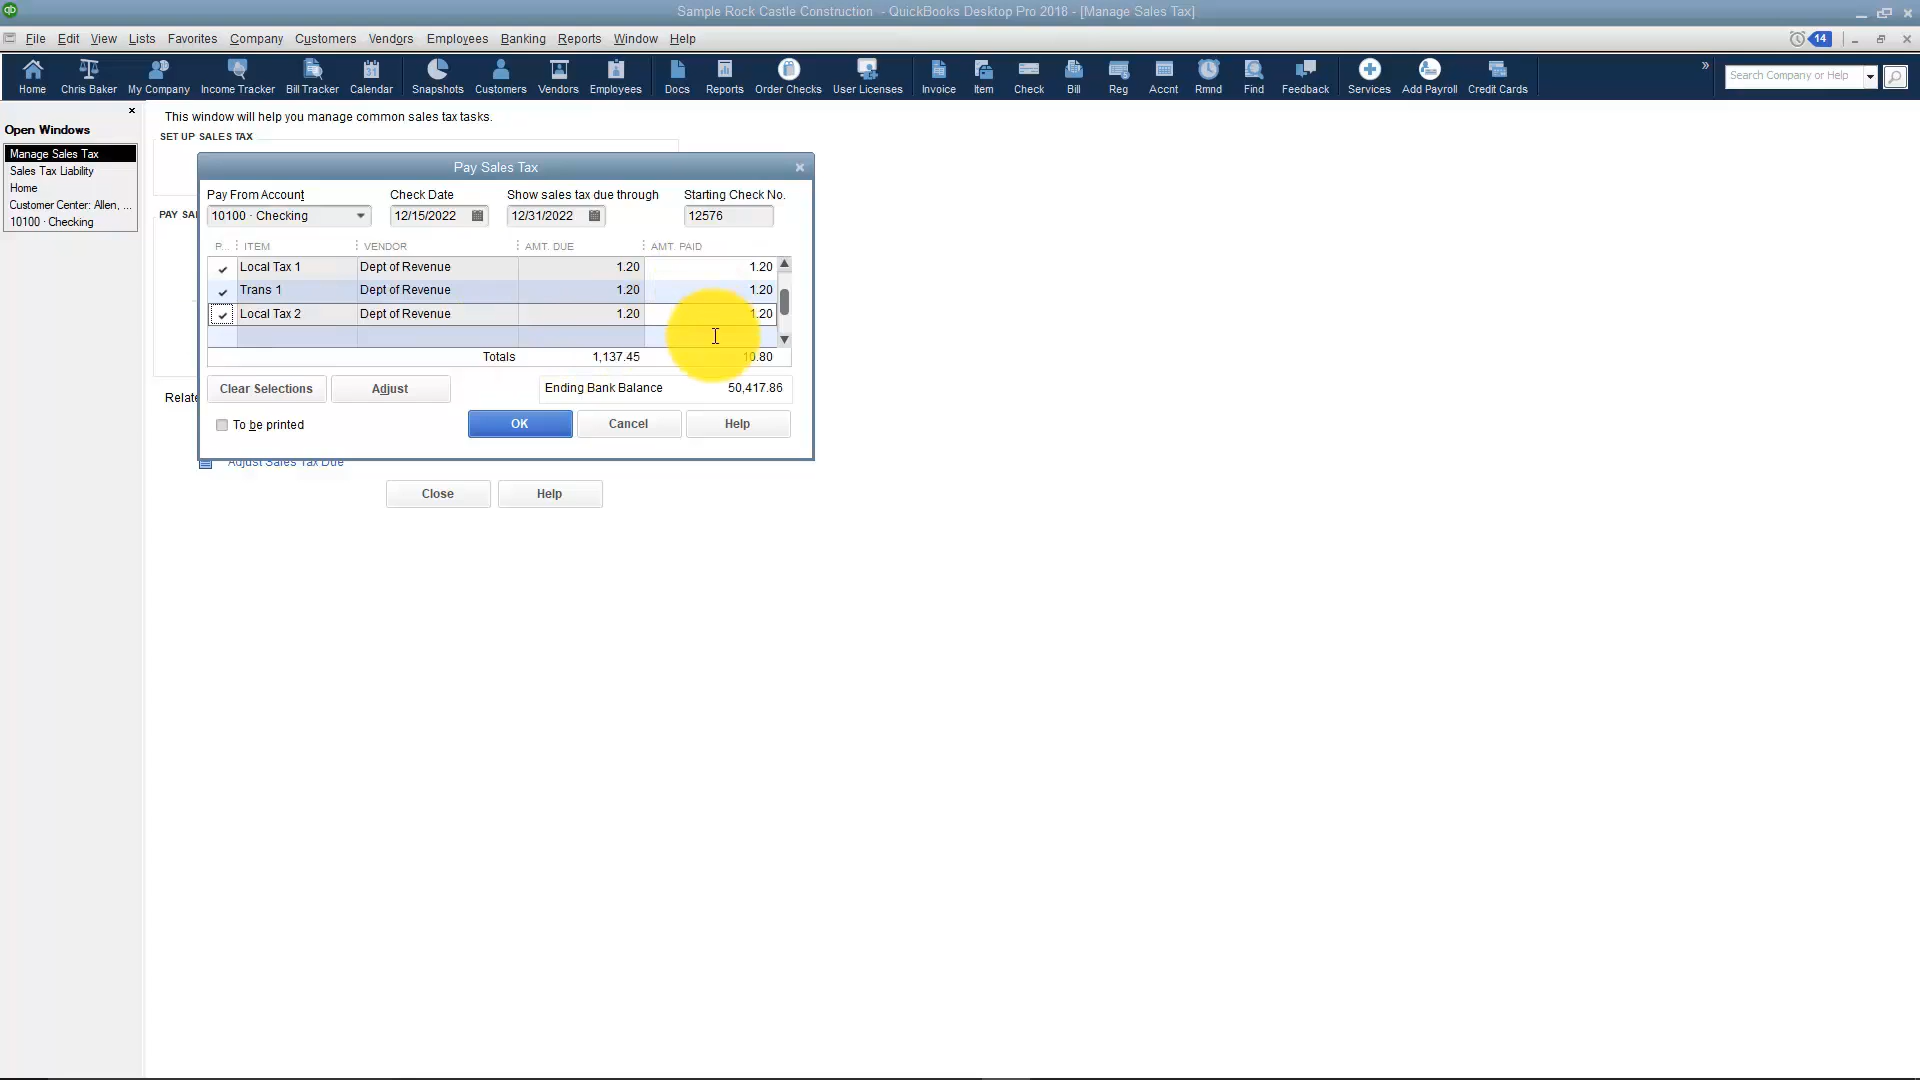 Sample Rock Castle Construction - QuickBooks Desktop Pro 2018 - [Manage Sales Tax]
File Edit View Lists Favorites Company Customers Vendors Employees Banking Reports Window Help 14
Home Chris Baker My Company Income Tracker Bill Tracker Calendar Snapshots Customers Vendors Employees Docs Reports Order Checks User Licenses Invoice Item Check Bill Reg Accnt Rmnd Find Feedback Services Add Payroll Credit Cards » Search Company or Help
Open Windows
Manage Sales Tax
Sales Tax Liability
Home
Customer Center: Allen, ...
10100 · Checking
This window will help you manage common sales tax tasks.
SET UP SALES TAX
PAY SA
Relate
Pay Sales Tax
Pay From Account Check Date Show sales tax due through Starting Check No.
10100 · Checking 12/15/2022 12/31/2022 12576
P... ITEM VENDOR AMT. DUE AMT. PAID
Local Tax 1 Dept of Revenue 1.20 1.20
Trans 1 Dept of Revenue 1.20 1.20
Local Tax 2 Dept of Revenue 1.20 1.20
Totals 1,137.45 10.80
Clear Selections Adjust Ending Bank Balance 50,417.86
To be printed OK Cancel Help
Adjust Sales Tax Due
Close Help